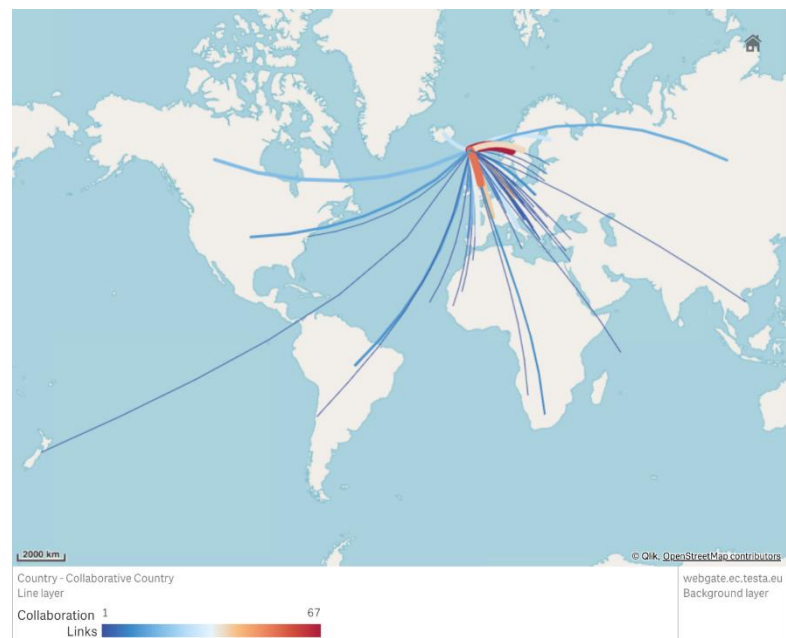 2000 km
© Qlik, OpenStreetMap contributors
Country - Collaborative Country
Line layer
webgate.ec.testa.eu
Background layer
Collaboration 1 67
Links